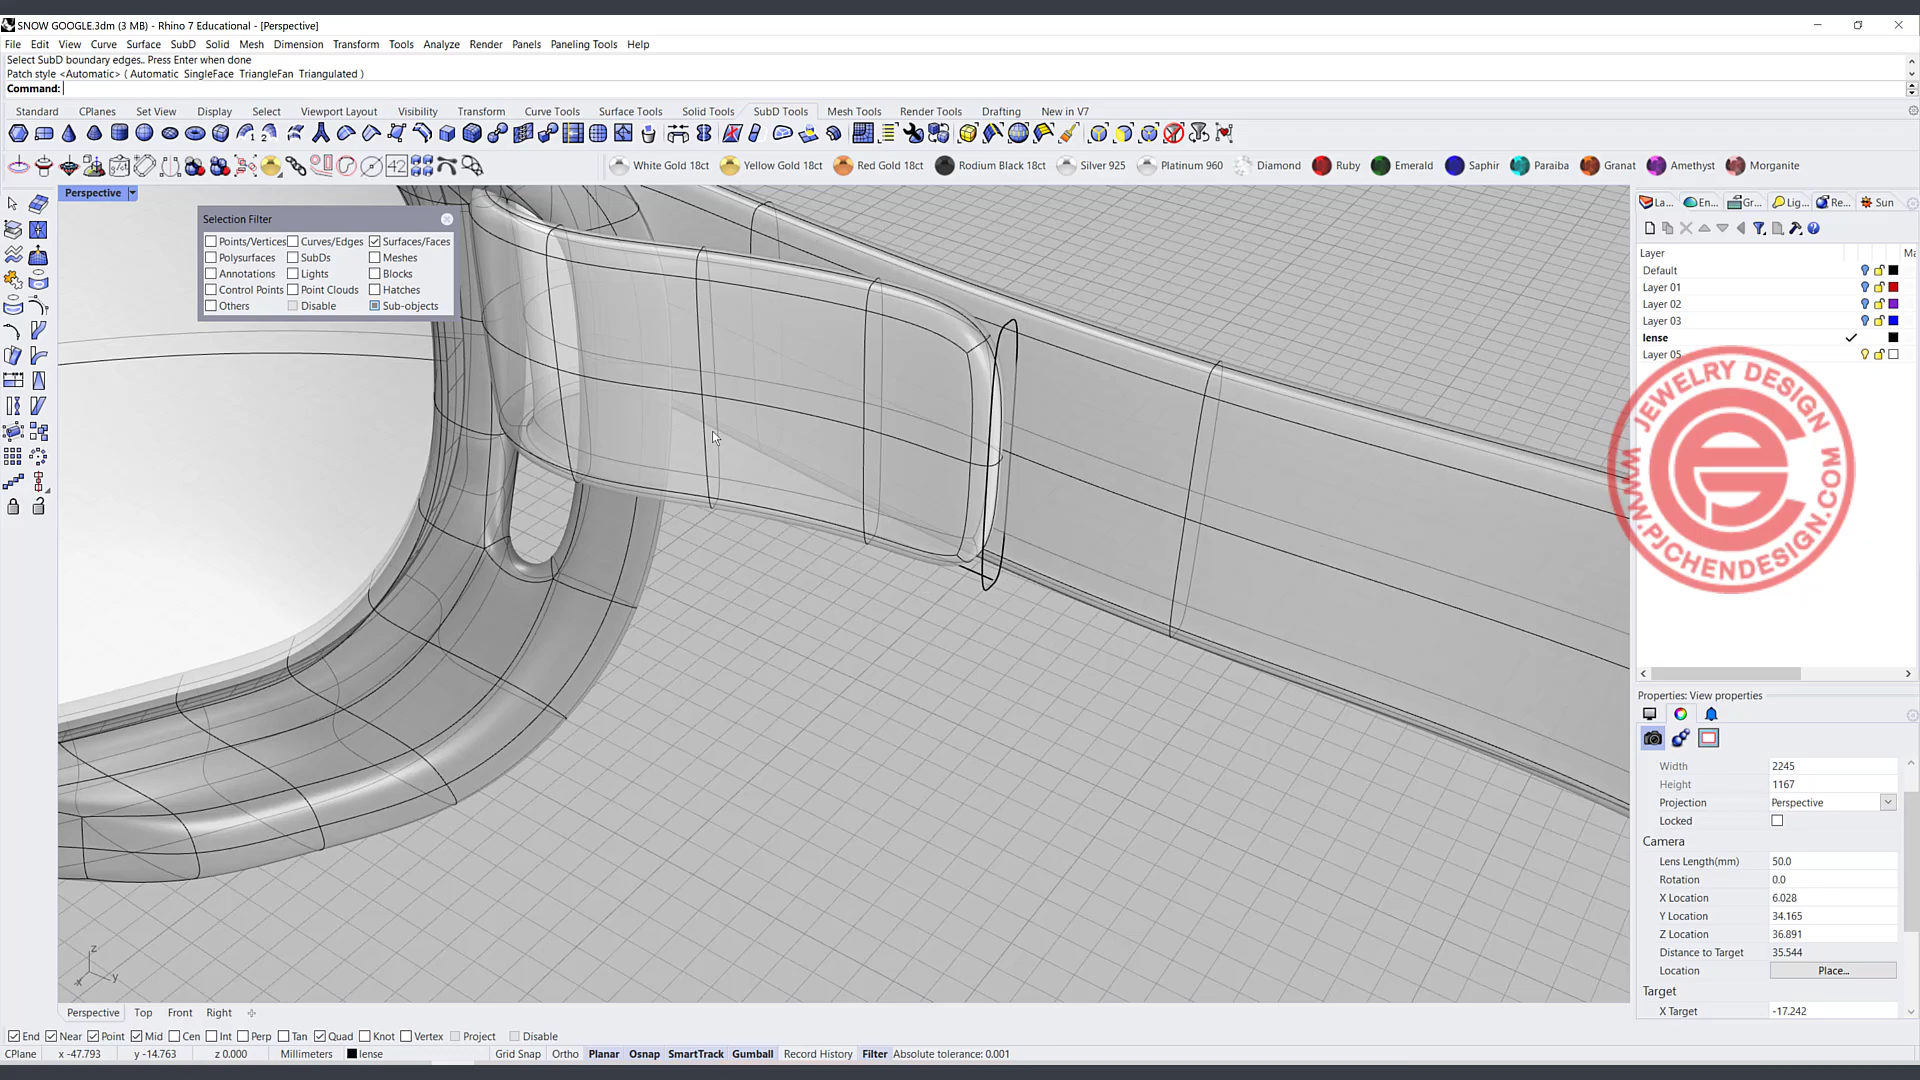 SNOW GOOGLE.3dm (3 MB) - Rhino 7 Educational - [Perspective]
File Edit View Curve Surface SubD Solid Mesh Dimension Transform Tools Analyze Render Panels Paneling Tools Help
Select SubD boundary edges.. Press Enter when done
Patch style <Automatic> ( Automatic SingleFace TriangleFan Triangulated )
Command:
Standard CPlanes Set View Display Select Viewport Layout Visibility Transform Curve Tools Surface Tools Solid Tools SubD Tools Mesh Tools Render Tools Drafting New in V7
White Gold 18ct Yellow Gold 18ct Red Gold 18ct Rodium Black 18ct Silver 925 Platinum 960 Diamond Ruby Emerald Saphir Paraiba Granat Amethyst Morganite
Perspective
Selection Filter
Points/Vertices Curves/Edges Surfaces/Faces
Polysurfaces SubDs Meshes
Annotations Lights Blocks
Control Points Point Clouds Hatches
Others Disable Sub-objects
La... En... Gr... Lig... Re... Sun
Layer Ma
Default
Layer 01
Layer 02
Layer 03
lense
Layer 05
JEWELRY DESIGN
WWW.PJCHENDESIGN.COM
Properties: View properties
Width 2245
Height 1167
Projection Perspective
Locked
Camera
Lens Length(mm) 50.0
Rotation 0.0
X Location 6.028
Y Location 34.165
Z Location 36.891
Distance to Target 35.544
Location Place...
Target
X Target -17.242
z
y
x
Perspective Top Front Right
End Near Point Mid Cen Int Perp Tan Quad Knot Vertex Project Disable
CPlane x -47.793 y -14.763 z 0.000 Millimeters lense Grid Snap Ortho Planar Osnap SmartTrack Gumball Record History Filter Absolute tolerance: 0.001